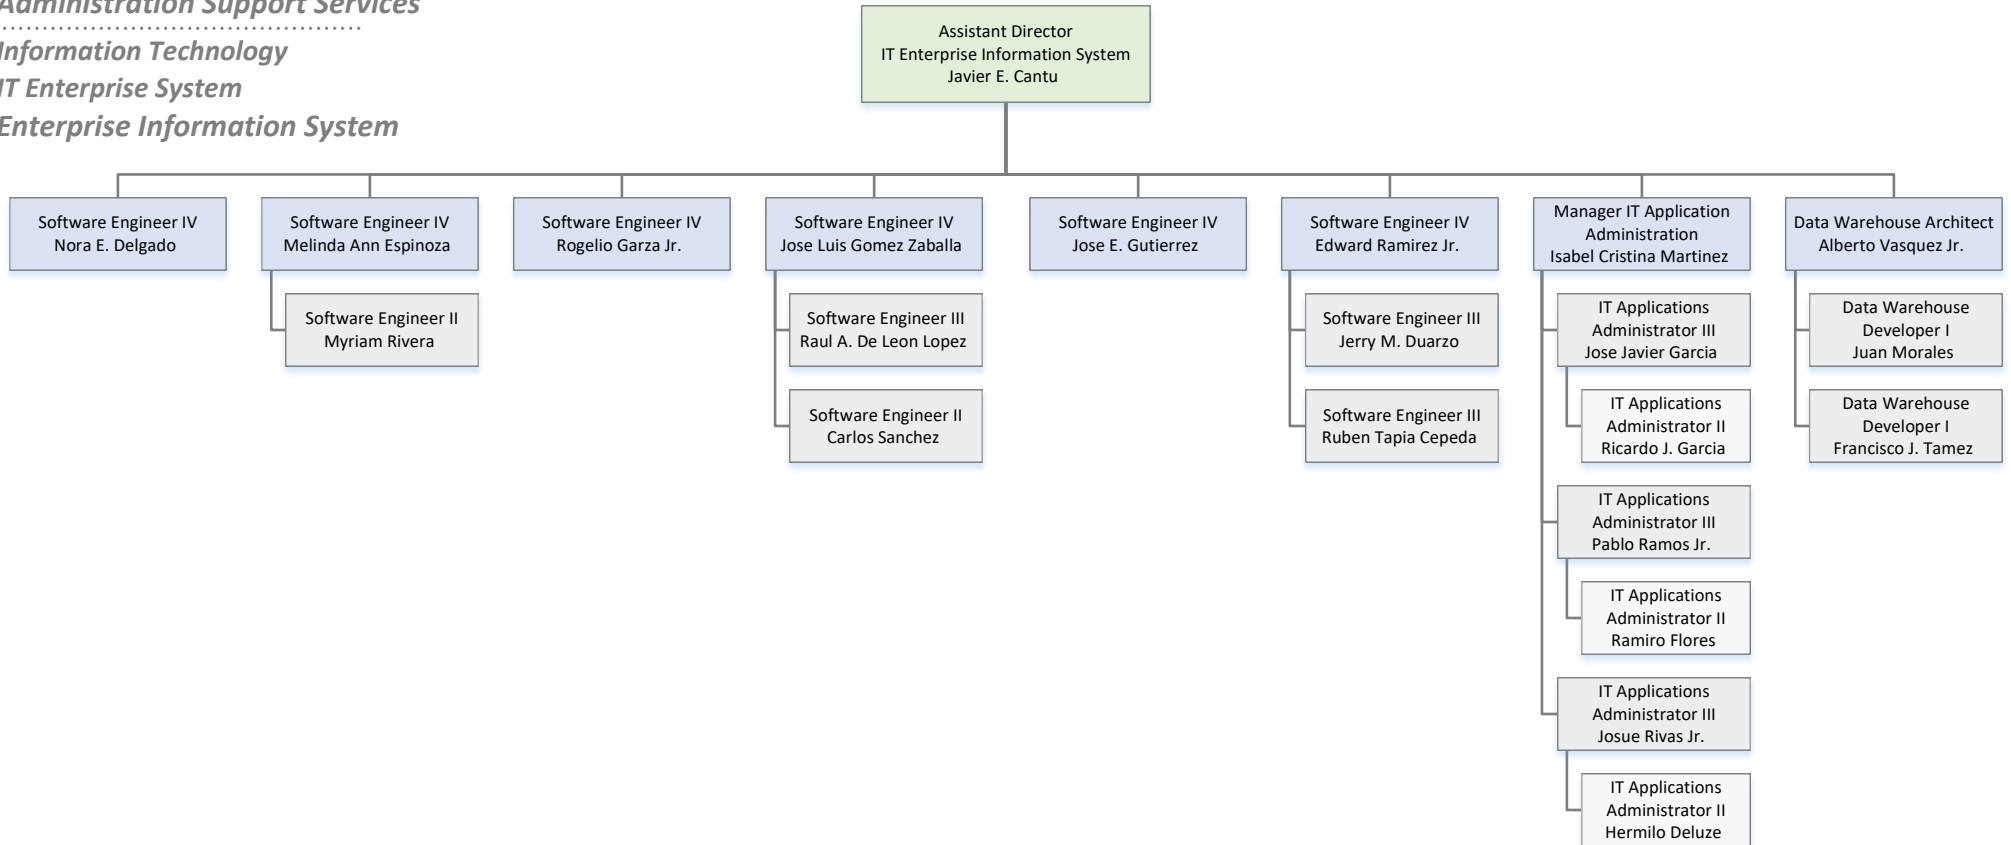 Administration Support Services
Information Technology
IT Enterprise System
Enterprise Information System
Assistant Director
IT Enterprise Information System
Javier E. Cantu
Software Engineer IV
Nora E. Delgado
Software Engineer IV
Melinda Ann Espinoza
Software Engineer II
Myriam Rivera
Software Engineer IV
Rogelio Garza Jr.
Software Engineer IV
Jose Luis Gomez Zaballa
Software Engineer III
Raul A. De Leon Lopez
Software Engineer II
Carlos Sanchez
Software Engineer IV
Jose E. Gutierrez
Software Engineer IV
Edward Ramirez Jr.
Software Engineer III
Jerry M. Duarzo
Software Engineer III
Ruben Tapia Cepeda
Manager IT Application
Administration
Isabel Cristina Martinez
IT Applications
Administrator III
Jose Javier Garcia
IT Applications
Administrator II
Ricardo J. Garcia
IT Applications
Administrator III
Pablo Ramos Jr.
IT Applications
Administrator II
Ramiro Flores
IT Applications
Administrator III
Josue Rivas Jr.
IT Applications
Administrator II
Hermilo Deluze
Data Warehouse Architect
Alberto Vasquez Jr.
Data Warehouse
Developer I
Juan Morales
Data Warehouse
Developer I
Francisco J. Tamez